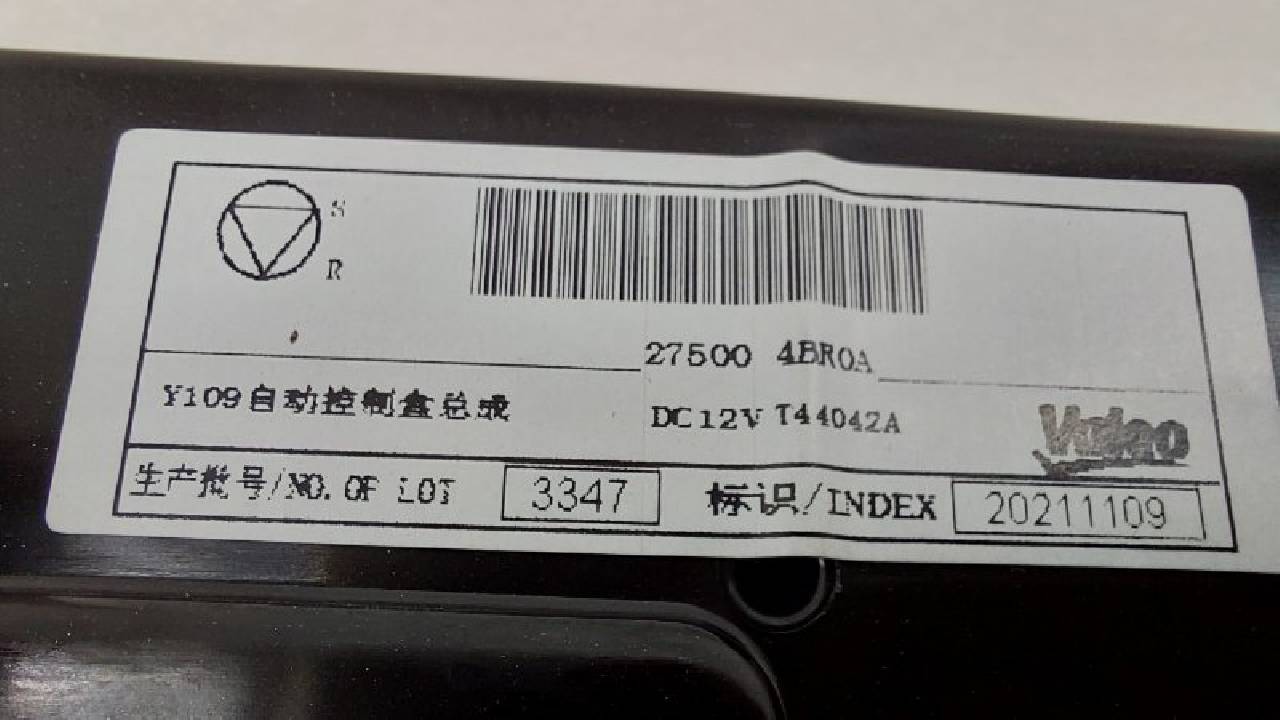 S
R
27500 4BR0A
Y109自动控制盒总成
DC12V T44042A
Valeo
生产批号/NO. OF LOT
3347
标识/INDEX
20211109